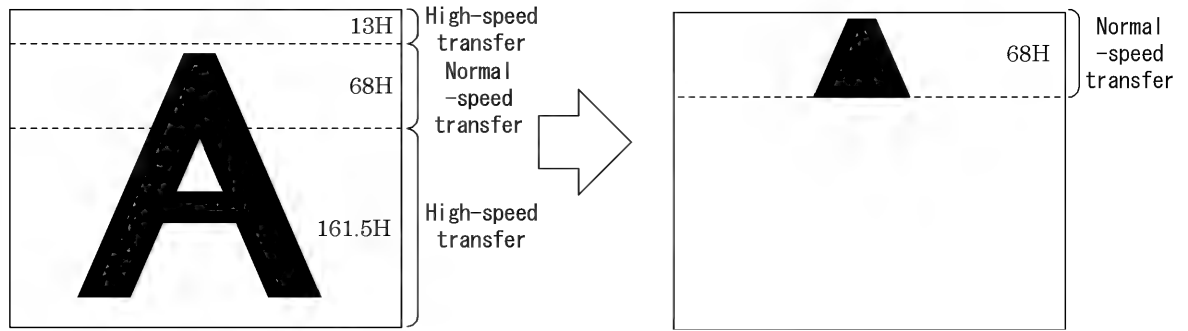 13H
High-speed
transfer
68H
Normal
-speed
transfer
161.5H
High-speed
transfer
A
68H
Normal
-speed
transfer